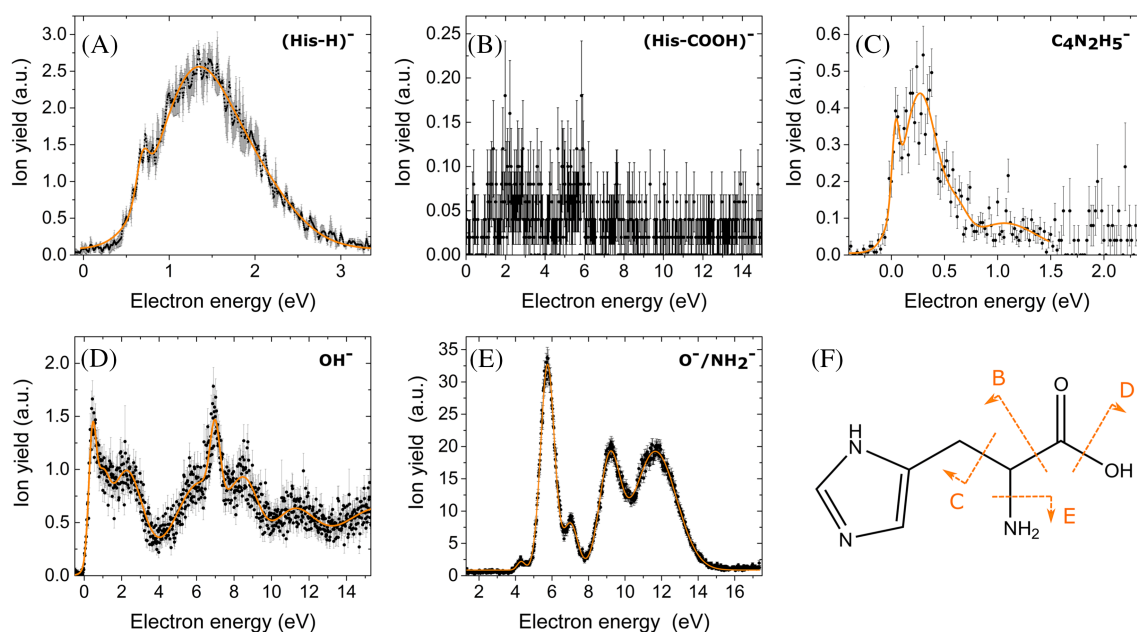 (A)
(His-H)⁻
Ion yield (a.u.)
3.0
2.5
2.0
1.5
1.0
0.5
0.0
0
1
2
3
Electron energy (eV)
(B)
(His-COOH)⁻
Ion yield (a.u.)
0.25
0.20
0.15
0.10
0.05
0.00
0
2
4
6
8
10
12
14
Electron energy (eV)
(C)
C₄N₂H₅⁻
Ion yield (a.u.)
0.6
0.5
0.4
0.3
0.2
0.1
0.0
0.0
0.5
1.0
1.5
2.0
Electron energy (eV)
(D)
OH⁻
Ion yield (a.u.)
2.0
1.5
1.0
0.5
0.0
0
2
4
6
8
10
12
14
Electron energy (eV)
(E)
O⁻/NH₂⁻
Ion yield (a.u.)
35
30
25
20
15
10
5
0
2
4
6
8
10
12
14
16
Electron energy (eV)
(F)
B
O
D
H
N
OH
C
E
NH₂
N